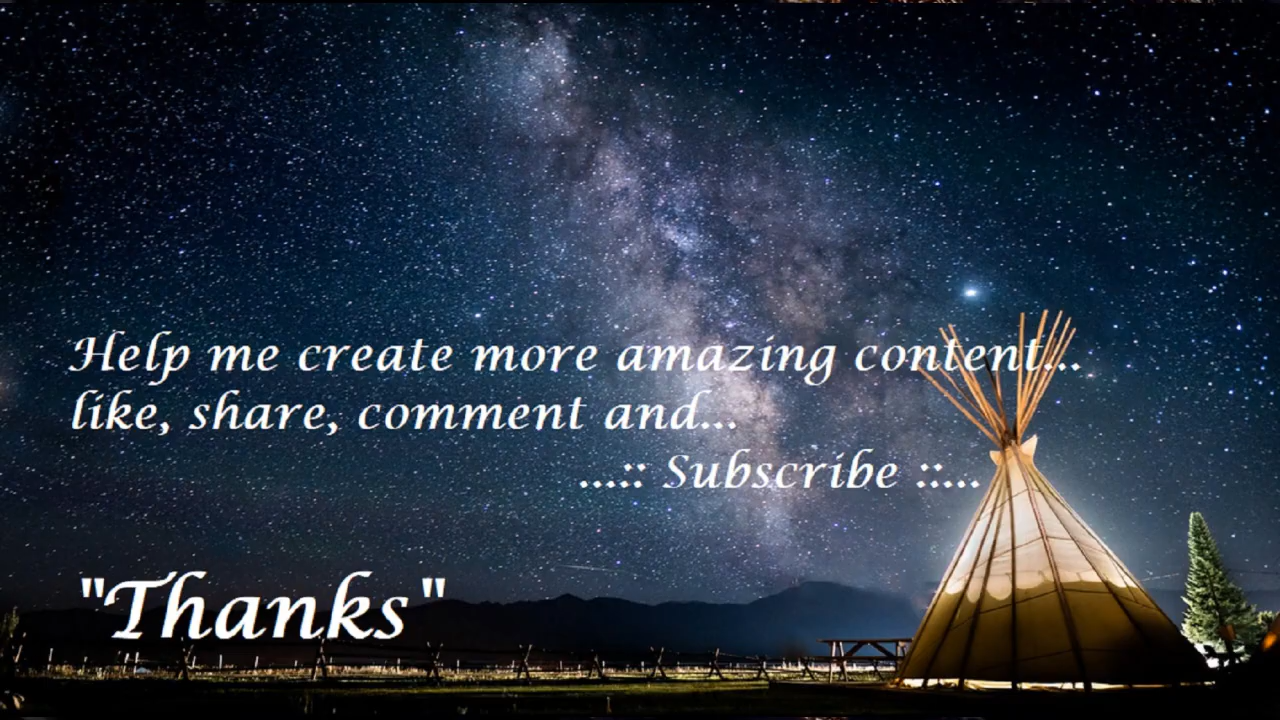 Help me create more amazing content...
like, share, comment and...
...:: Subscribe ::...
"Thanks"